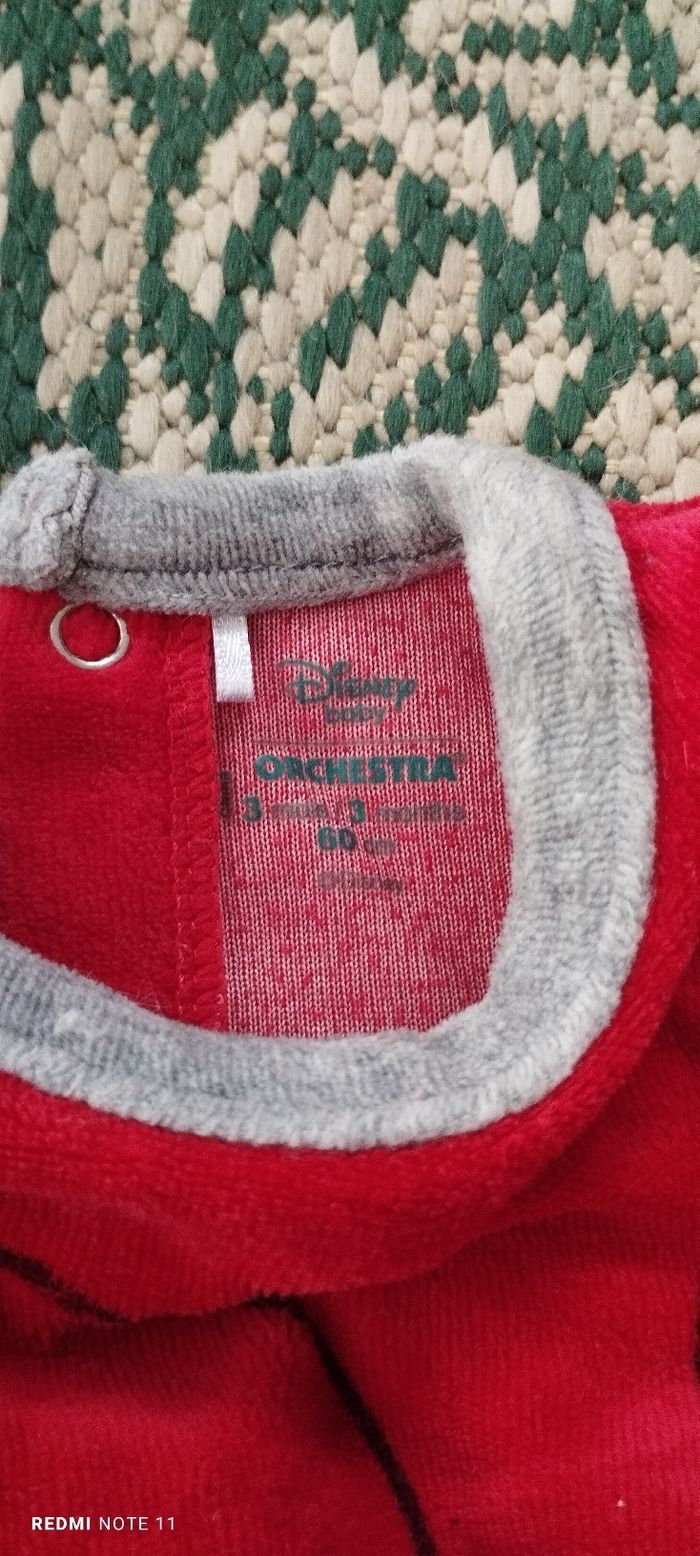 Disney
baby
ORCHESTRA
3 mois / 3 months
60 cm
©Disney
REDMI NOTE 11